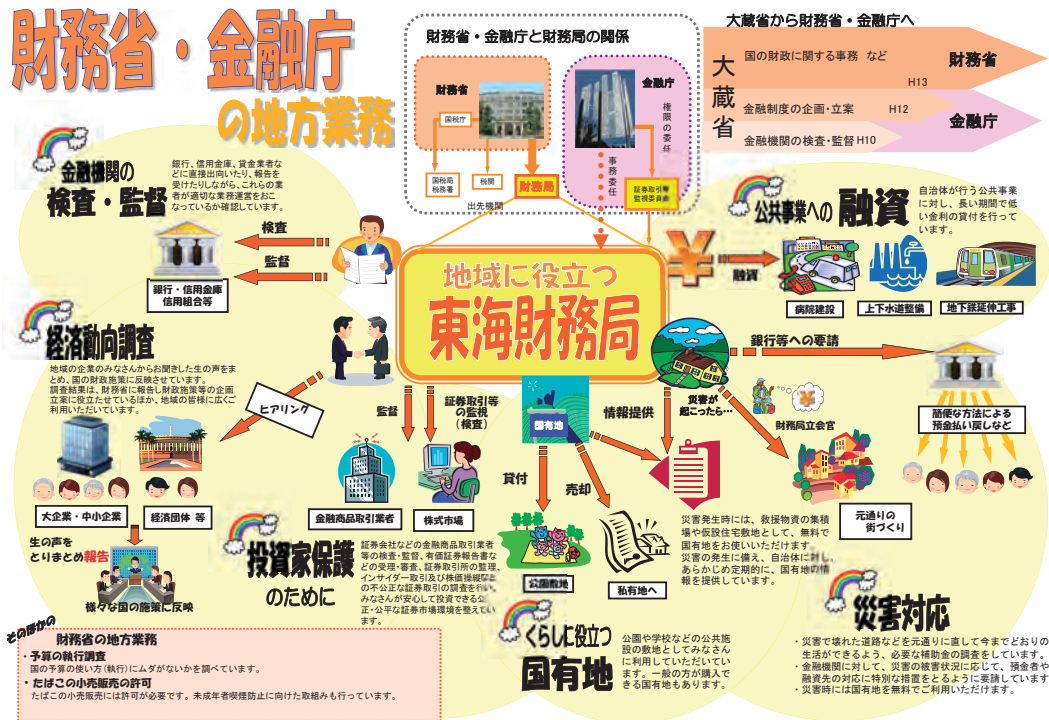 財務省・金融庁
の地方業務
財務省・金融庁と財務局の関係
財務省
国税庁
国税局
税務署
税関
財務局
出先機関
金融庁
権限の委任
事務委任
証券取引等
監視委員会
大蔵省から財務省・金融庁へ
大蔵省
国の財政に関する事務 など
H13
財務省
金融制度の企画・立案 H12
金融機関の検査・監督 H10
金融庁
金融機関の
検査・監督
銀行、信用金庫、貸金業者な
どに直接出向いたり、報告を
受けたりしながら、これらの業
者が適切な業務運営をおこ
なっているか確認しています。
検査
監督
銀行・信用金庫
信用組合等
地域に役立つ
東海財務局
公共事業への 融資
自治体が行う公共事業
に対し、長い期間で低
い金利の貸付を行って
います。
融資
病院建設
上下水道整備
地下鉄延伸工事
経済動向調査
地域の企業のみなさんからお聞きした生の声をま
とめ、国の財政施策に反映させています。
調査結果は、財務省に報告し財政施策等の企画
立案に役立たせているほか、地域の皆様に広くご
利用いただいています。
ヒアリング
大企業・中小企業
経済団体 等
生の声を
とりまとめ報告
様々な国の施策に反映
監督
証券取引等
の監視
（検査）
金融商品取引業者
株式市場
投資家保護
のために
証券会社などの金融商品取引業者
等の検査・監督、有価証券報告書な
どの受理・審査、証券取引所の監理、
インサイダー取引及び株価操縦など
の不公正な証券取引の調査を行い、
みなさんが安心して投資できる公
正・公平な証券市場環境を整えてい
ます。
国有地
貸付
売却
公園敷地
私有地へ
くらしに役立つ
国有地
公園や学校などの公共施
設の敷地としてみなさん
に利用していただいてい
ます。一般の方が購入で
きる国有地もあります。
情報提供
災害が
起こったら…
銀行等への要請
財務局立会官
簡便な方法による
預金払い戻しなど
元通りの
街づくり
災害発生時には、救援物資の集積
場や仮設住宅敷地として、無料で
国有地をお使いいただけます。
災害の発生に備え、自治体に対し、
あらかじめ定期的に、国有地の情
報を提供しています。
災害対応
・災害で壊れた道路などを元通りに直して今までどおりの
生活ができるよう、必要な補助金の調査をしています。
・金融機関に対して、災害の被害状況に応じて、預金者や
融資先の対応に特別な措置をとるように要請しています
・災害時には国有地を無料でご利用いただけます。
そのほかの
財務省の地方業務
・予算の執行調査
国の予算の使い方（執行）にムダがないかを調べています。
・たばこの小売販売の許可
たばこの小売販売には許可が必要です。未成年者喫煙防止に向けた取組みも行っています。